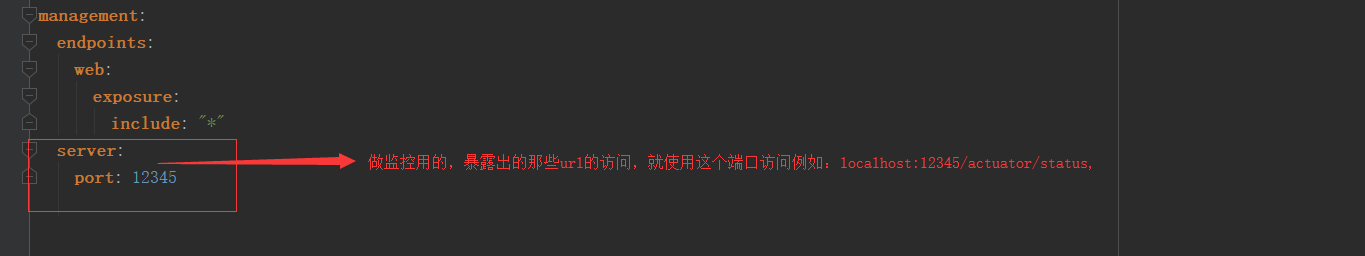 management:
endpoints:
web:
exposure:
include: "*"
server:
port: 12345
做监控用的，暴露出的那些url的访问，就使用这个端口访问例如：localhost:12345/actuator/status,